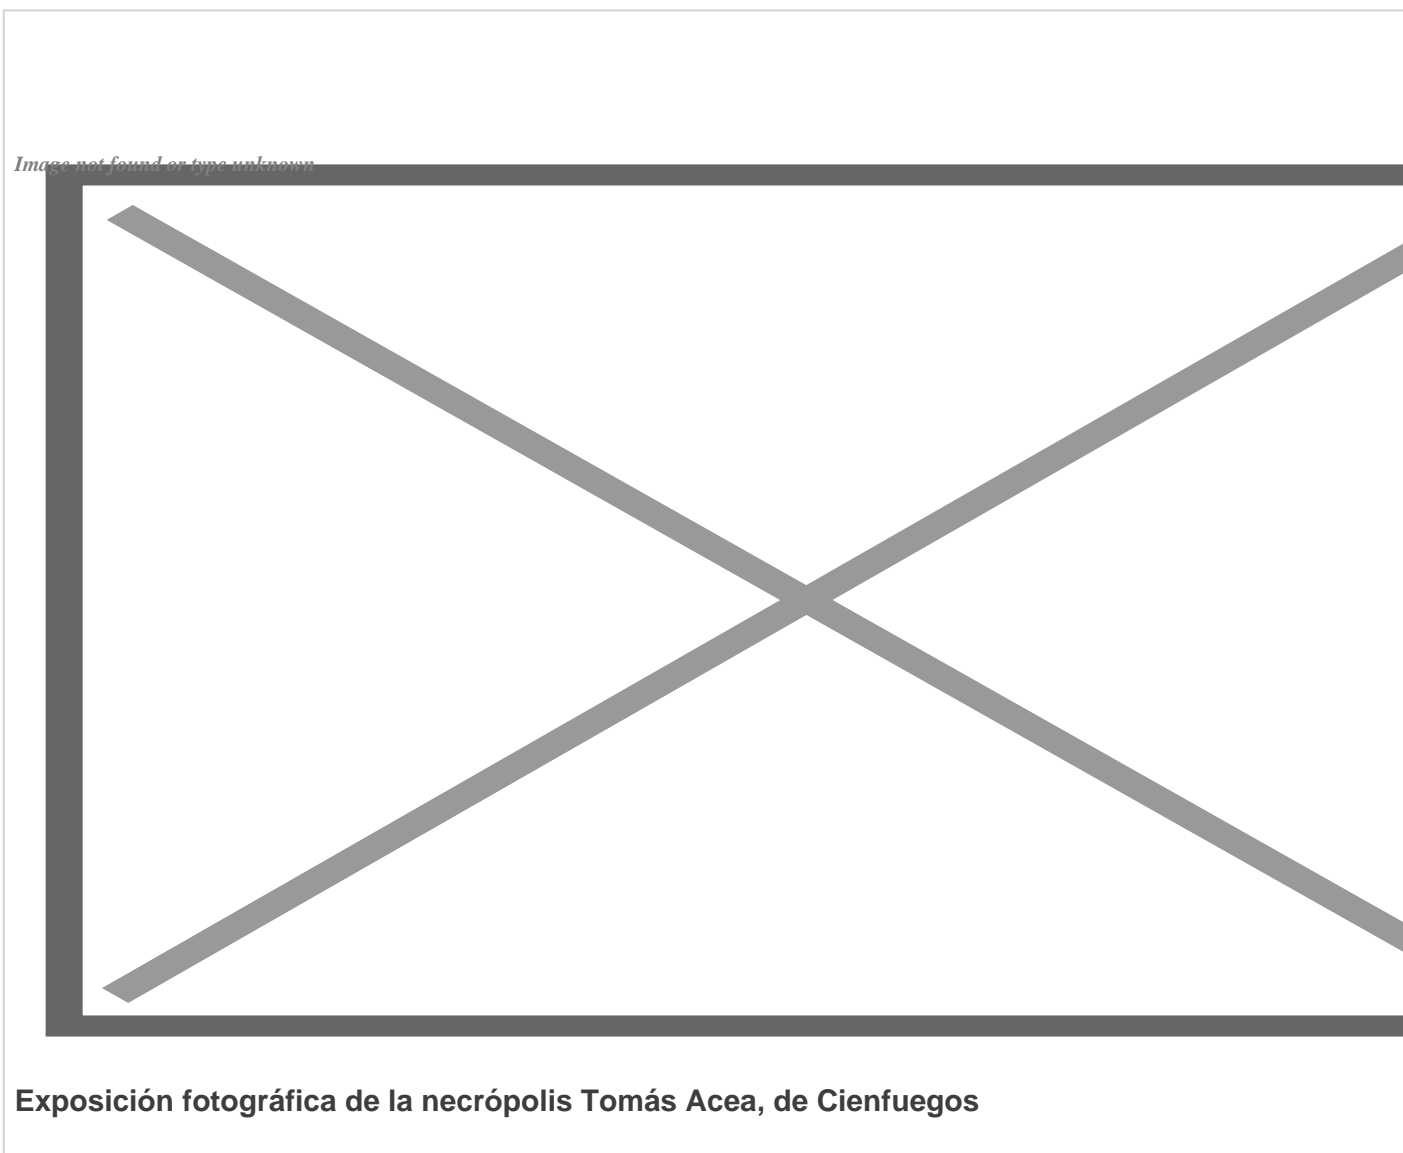 Image not found or type unknown
Exposición fotográfica de la necrópolis Tomás Acea, de Cienfuegos